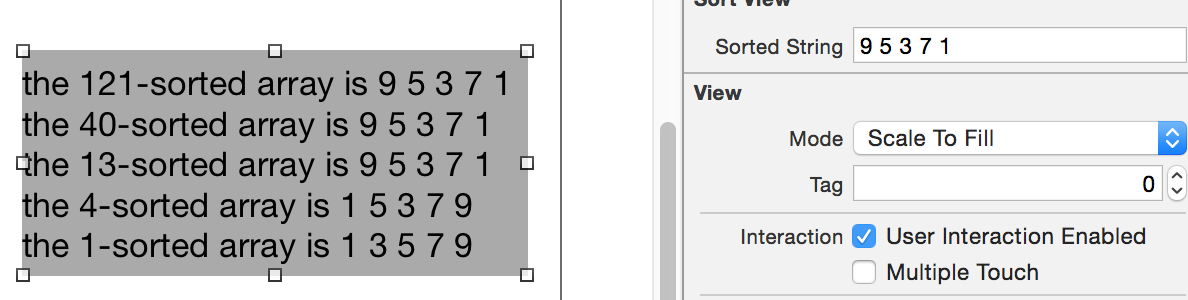 the 121-sorted array is 9 5 3 7 1
the 40-sorted array is 9 5 3 7 1
the 13-sorted array is 9 5 3 7 1
the 4-sorted array is 1 5 3 7 9
the 1-sorted array is 1 3 5 7 9
Sort View
Sorted String 9 5 3 7 1
View
Mode Scale To Fill
Tag 0
Interaction User Interaction Enabled
Multiple Touch